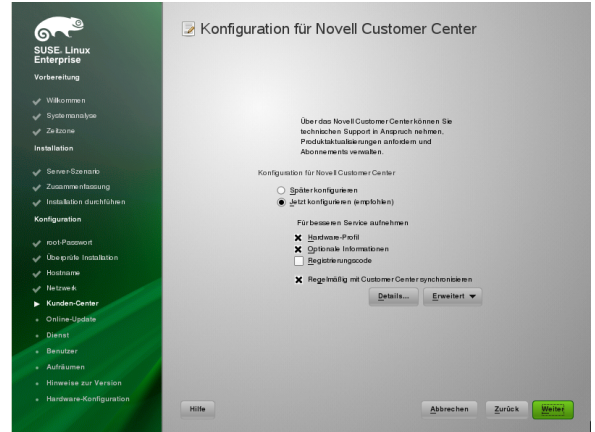 SUSE. Linux
Enterprise
Vorbereitung
Willkommen
Systemanalyse
Zeitzone
Installation
Server-Szenario
Zusammenfassung
Installation durchführen
Konfiguration
root-Passwort
Überprüfe Installation
Hostname
Netzwerk
Kunden-Center
Online-Update
Dienst
Benutzer
Aufräumen
Hinweise zur Version
Hardware-Konfiguration
Konfiguration für Novell Customer Center
Über das Novell Customer Center können Sie
technischen Support in Anspruch nehmen,
Produktaktualisierungen anfordern und
Abonnements verwalten.
Konfiguration für Novell Customer Center
Später konfigurieren
Jetzt konfigurieren (empfohlen)
Für besseren Service aufnehmen
Hardware-Profil
Optionale Informationen
Registrierungscode
Regelmäßig mit Customer Center synchronisieren
Details... Erweitert
Hilfe Abbrechen Zurück Weiter